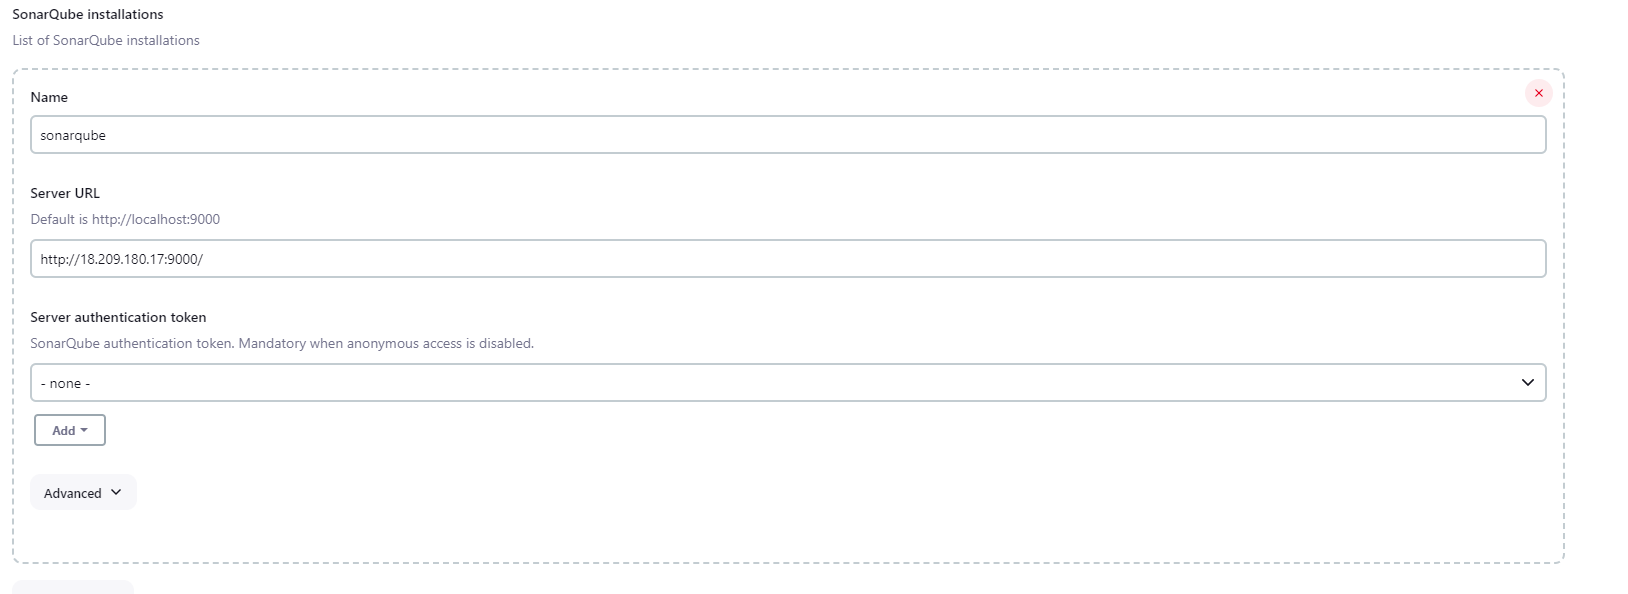 SonarQube installations
List of SonarQube installations
Name
sonarqube
Server URL
Default is http://localhost:9000
http://18.209.180.17:9000/
Server authentication token
SonarQube authentication token. Mandatory when anonymous access is disabled.
- none -
Add
Advanced